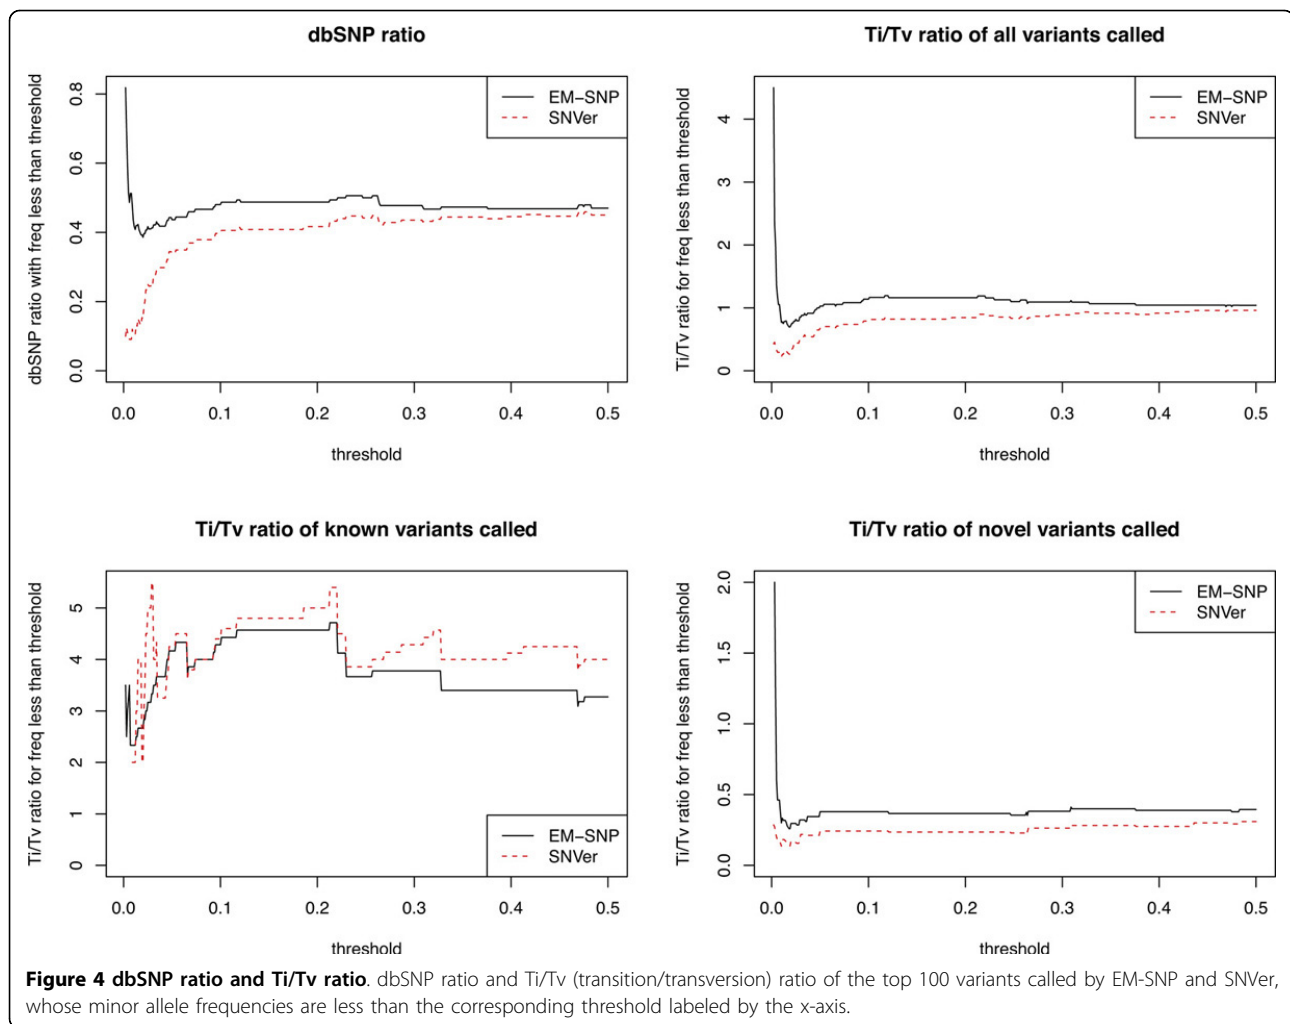 dbSNP ratio
dbSNP ratio with freq less than threshold
0.0 0.2 0.4 0.6 0.8
EM−SNP
SNVer
0.0 0.1 0.2 0.3 0.4 0.5
threshold
Ti/Tv ratio of all variants called
Ti/Tv ratio for freq less than threshold
0 1 2 3 4
EM−SNP
SNVer
0.0 0.1 0.2 0.3 0.4 0.5
threshold
Ti/Tv ratio of known variants called
Ti/Tv ratio for freq less than threshold
0 1 2 3 4 5
EM−SNP
SNVer
0.0 0.1 0.2 0.3 0.4 0.5
threshold
Ti/Tv ratio of novel variants called
Ti/Tv ratio for freq less than threshold
0.0 0.5 1.0 1.5 2.0
EM−SNP
SNVer
0.0 0.1 0.2 0.3 0.4 0.5
threshold
Figure 4 dbSNP ratio and Ti/Tv ratio. dbSNP ratio and Ti/Tv (transition/transversion) ratio of the top 100 variants called by EM-SNP and SNVer,
whose minor allele frequencies are less than the corresponding threshold labeled by the x-axis.